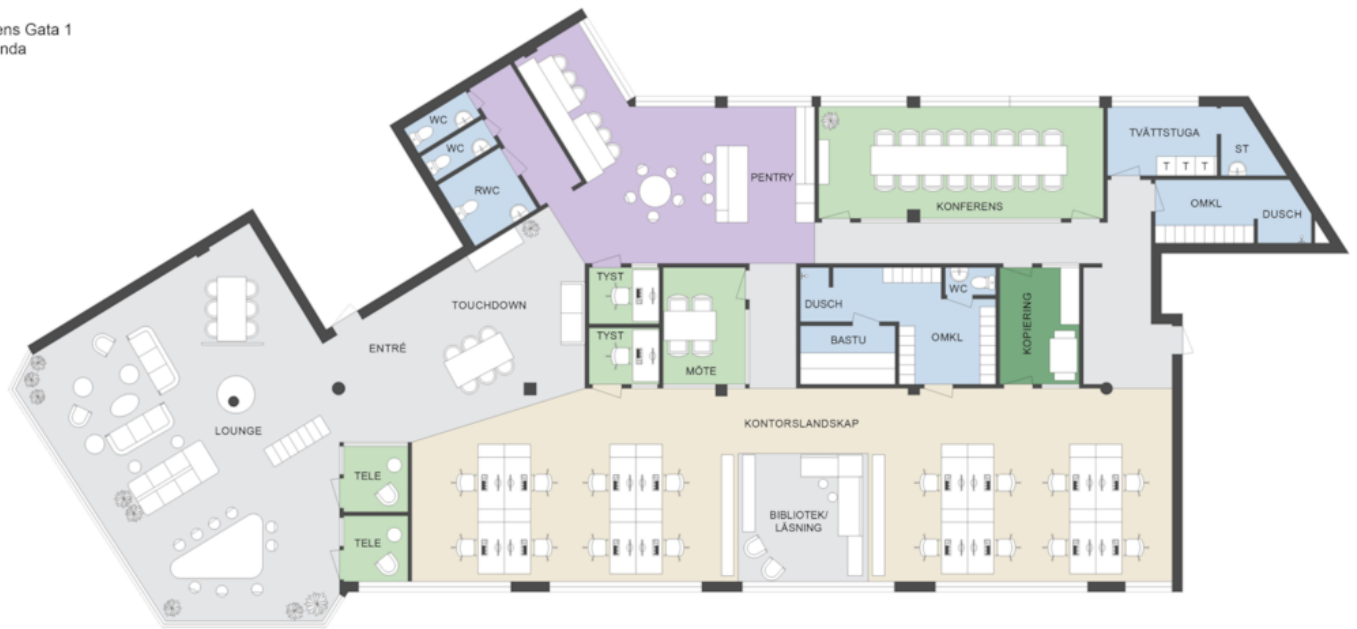 ens Gata 1
nda
WC
WC
RWC
PENTRY
KONFERENS
TVÄTTSTUGA
ST
T T T
OMKL
DUSCH
TOUCHDOWN
ENTRÉ
LOUNGE
TYST
TYST
MÖTE
DUSCH
BASTU
WC
OMKL
KOPIERING
KONTORSLANDSKAP
TELE
TELE
BIBLIOTEK/
LÄSNING